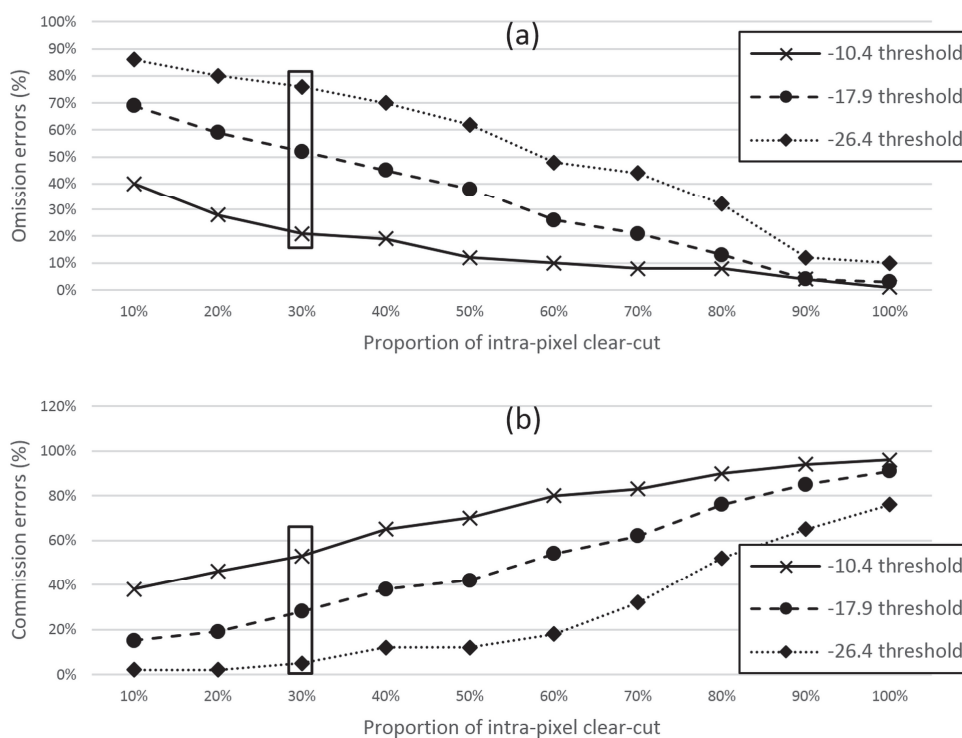 (a)
Omission errors (%)
100%
90%
80%
70%
60%
50%
40%
30%
20%
10%
0%
-10.4 threshold
-17.9 threshold
-26.4 threshold
10% 20% 30% 40% 50% 60% 70% 80% 90% 100%
Proportion of intra-pixel clear-cut
(b)
Commission errors (%)
120%
100%
80%
60%
40%
20%
0%
-10.4 threshold
-17.9 threshold
-26.4 threshold
10% 20% 30% 40% 50% 60% 70% 80% 90% 100%
Proportion of intra-pixel clear-cut